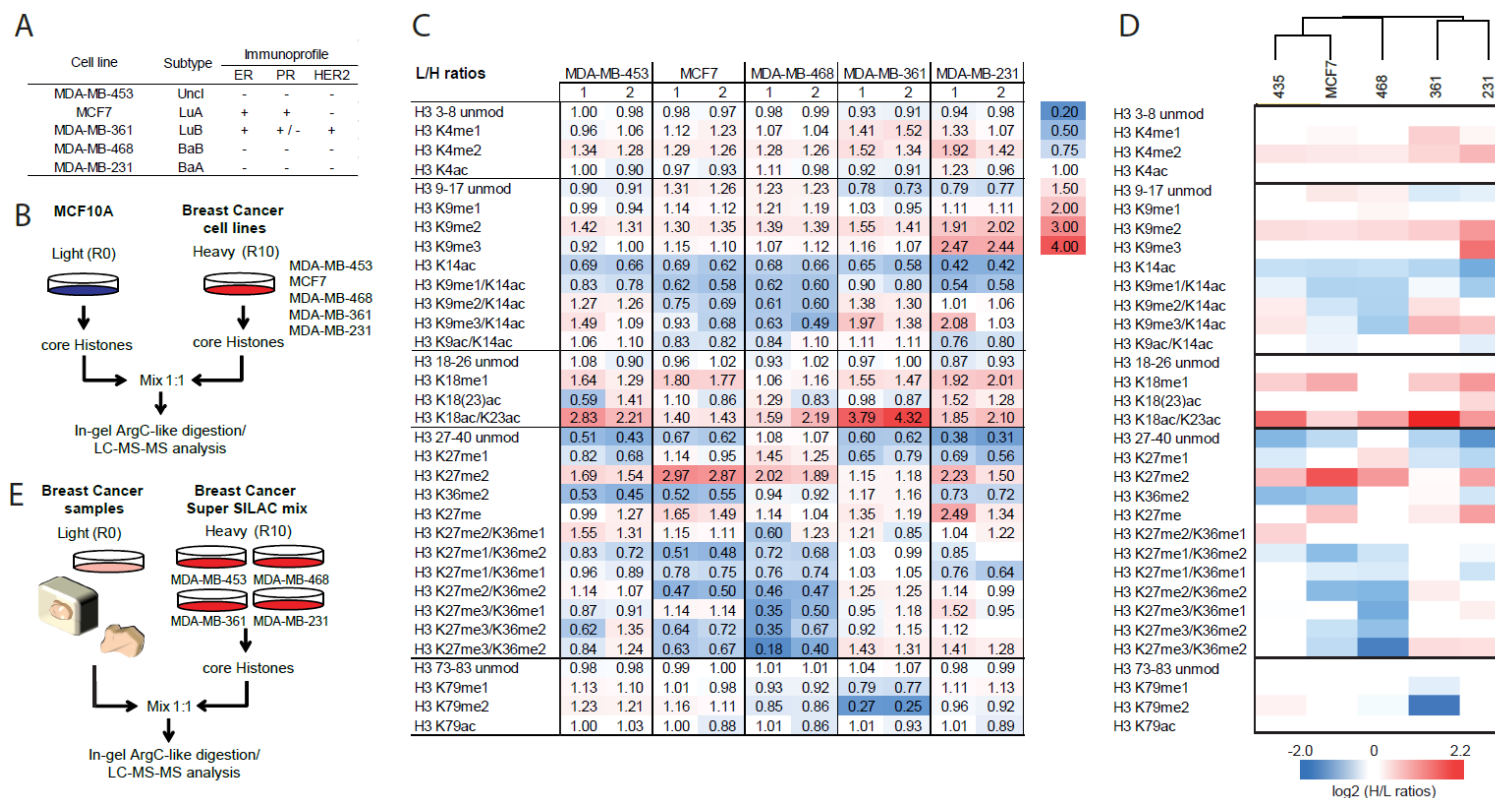 A
Cell line Subtype Immunoprofile
ER PR HER2
MDA-MB-453 Uncl - - -
MCF7 LuA + + -
MDA-MB-361 LuB + + / - +
MDA-MB-468 BaB - - -
MDA-MB-231 BaA - - -
B
MCF10A
Breast Cancer
cell lines
Light (R0)
Heavy (R10)
MDA-MB-453
MCF7
MDA-MB-468
MDA-MB-361
MDA-MB-231
core Histones
core Histones
Mix 1:1
In-gel ArgC-like digestion/
LC-MS-MS analysis
E
Breast Cancer
samples
Breast Cancer
Super SILAC mix
Light (R0)
Heavy (R10)
MDA-MB-453 MDA-MB-468
MDA-MB-361 MDA-MB-231
core Histones
Mix 1:1
In-gel ArgC-like digestion/
LC-MS-MS analysis
C
L/H ratios MDA-MB-453 MCF7 MDA-MB-468 MDA-MB-361 MDA-MB-231
1 2 1 2 1 2 1 2 1 2
H3 3-8 unmod 1.00 0.98 0.98 0.97 0.98 0.99 0.93 0.91 0.94 0.98
H3 K4me1 0.96 1.06 1.12 1.23 1.07 1.04 1.41 1.52 1.33 1.07
H3 K4me2 1.34 1.28 1.29 1.26 1.28 1.26 1.52 1.34 1.92 1.42
H3 K4ac 1.00 0.90 0.97 0.93 1.11 0.98 0.92 0.91 1.23 0.96
H3 9-17 unmod 0.90 0.91 1.31 1.26 1.23 1.23 0.78 0.73 0.79 0.77
H3 K9me1 0.99 0.94 1.14 1.12 1.21 1.19 1.03 0.95 1.11 1.11
H3 K9me2 1.42 1.31 1.30 1.35 1.39 1.39 1.55 1.41 1.91 2.02
H3 K9me3 0.92 1.00 1.15 1.10 1.07 1.12 1.16 1.07 2.47 2.44
H3 K14ac 0.69 0.66 0.69 0.62 0.68 0.66 0.65 0.58 0.42 0.42
H3 K9me1/K14ac 0.83 0.78 0.62 0.58 0.62 0.60 0.90 0.80 0.54 0.58
H3 K9me2/K14ac 1.27 1.26 0.75 0.69 0.61 0.60 1.38 1.30 1.01 1.06
H3 K9me3/K14ac 1.49 1.09 0.93 0.68 0.63 0.49 1.97 1.38 2.08 1.03
H3 K9ac/K14ac 1.06 1.10 0.83 0.82 0.84 1.10 1.11 1.11 0.76 0.80
H3 18-26 unmod 1.08 0.90 0.96 1.02 0.93 1.02 0.97 1.00 0.87 0.93
H3 K18me1 1.64 1.29 1.80 1.77 1.06 1.16 1.55 1.47 1.92 2.01
H3 K18(23)ac 0.59 1.41 1.10 0.86 1.29 0.83 0.98 0.87 1.52 1.28
H3 K18ac/K23ac 2.83 2.21 1.40 1.43 1.59 2.19 3.79 4.32 1.85 2.10
H3 27-40 unmod 0.51 0.43 0.67 0.62 1.08 1.07 0.60 0.62 0.38 0.31
H3 K27me1 0.82 0.68 1.14 0.95 1.45 1.25 0.65 0.79 0.69 0.56
H3 K27me2 1.69 1.54 2.97 2.87 2.02 1.89 1.15 1.18 2.23 1.50
H3 K36me2 0.53 0.45 0.52 0.55 0.94 0.92 1.17 1.16 0.73 0.72
H3 K27me 0.99 1.27 1.65 1.49 1.14 1.04 1.35 1.19 2.49 1.34
H3 K27me2/K36me1 1.55 1.31 1.15 1.11 0.60 1.23 1.21 0.85 1.04 1.22
H3 K27me1/K36me2 0.83 0.72 0.51 0.48 0.72 0.68 1.03 0.99 0.85
H3 K27me1/K36me1 0.96 0.89 0.78 0.75 0.76 0.74 1.03 1.05 0.76 0.64
H3 K27me2/K36me2 1.14 1.07 0.47 0.50 0.46 0.47 1.25 1.25 1.14 0.99
H3 K27me3/K36me1 0.87 0.91 1.14 1.14 0.35 0.50 0.95 1.18 1.52 0.95
H3 K27me3/K36me2 0.62 1.35 0.64 0.72 0.35 0.67 0.92 1.15 1.12
H3 K27me3/K36me2 0.84 1.24 0.63 0.67 0.18 0.40 1.43 1.31 1.41 1.28
H3 73-83 unmod 0.98 0.98 0.99 1.00 1.01 1.01 1.04 1.07 0.98 0.99
H3 K79me1 1.13 1.10 1.01 0.98 0.93 0.92 0.79 0.77 1.11 1.13
H3 K79me2 1.23 1.21 1.16 1.11 0.85 0.86 0.27 0.25 0.96 0.92
H3 K79ac 1.00 1.03 1.00 0.88 1.01 0.86 1.01 0.93 1.01 0.89
0.20
0.50
0.75
1.00
1.50
2.00
3.00
4.00
D
435 MCF7 468 361 231
H3 3-8 unmod
H3 K4me1
H3 K4me2
H3 K4ac
H3 9-17 unmod
H3 K9me1
H3 K9me2
H3 K9me3
H3 K14ac
H3 K9me1/K14ac
H3 K9me2/K14ac
H3 K9me3/K14ac
H3 K9ac/K14ac
H3 18-26 unmod
H3 K18me1
H3 K18(23)ac
H3 K18ac/K23ac
H3 27-40 unmod
H3 K27me1
H3 K27me2
H3 K36me2
H3 K27me
H3 K27me2/K36me1
H3 K27me1/K36me2
H3 K27me1/K36me1
H3 K27me2/K36me2
H3 K27me3/K36me1
H3 K27me3/K36me2
H3 K27me3/K36me2
H3 73-83 unmod
H3 K79me1
H3 K79me2
H3 K79ac
-2.0 0 2.2
log2 (H/L ratios)